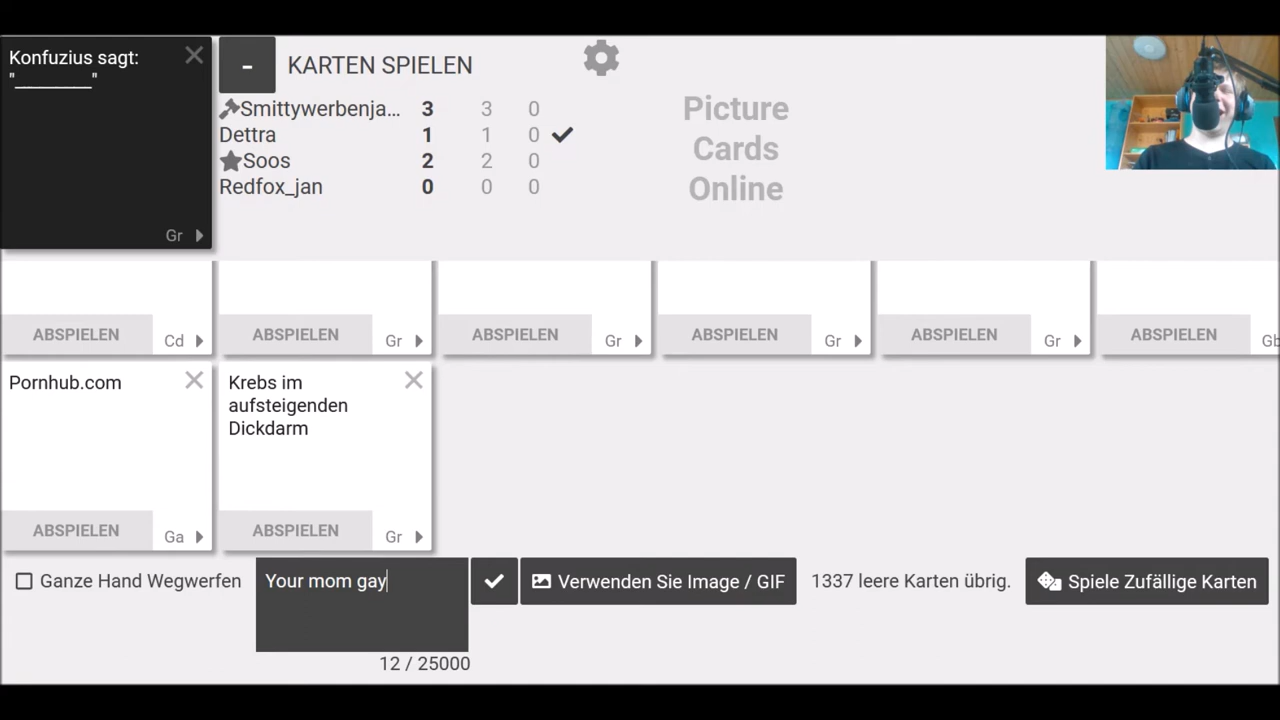 Konfuzius sagt:
"________"
Gr
-
KARTEN SPIELEN
Smittywerbenja... 3 3 0
Dettra 1 1 0
Soos 2 2 0
Redfox_jan 0 0 0
Picture
Cards
Online
ABSPIELEN Cd
ABSPIELEN Gr
ABSPIELEN Gr
ABSPIELEN Gr
ABSPIELEN Gr
ABSPIELEN
Pornhub.com
ABSPIELEN Ga
Krebs im
aufsteigenden
Dickdarm
ABSPIELEN Gr
Ganze Hand Wegwerfen
Your mom gay
12 / 25000
Verwenden Sie Image / GIF
1337 leere Karten übrig.
Spiele Zufällige Karten